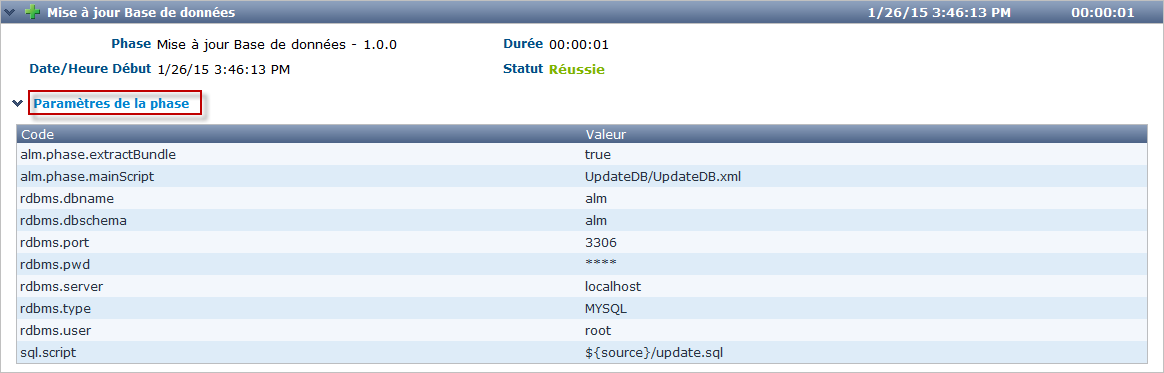 Mise à jour Base de données 1/26/15 3:46:13 PM 00:00:01
Phase Mise à jour Base de données - 1.0.0 Durée 00:00:01
Date/Heure Début 1/26/15 3:46:13 PM Statut Réussie
Paramètres de la phase
Code Valeur
alm.phase.extractBundle true
alm.phase.mainScript UpdateDB/UpdateDB.xml
rdbms.dbname alm
rdbms.dbschema alm
rdbms.port 3306
rdbms.pwd ****
rdbms.server localhost
rdbms.type MYSQL
rdbms.user root
sql.script ${source}/update.sql